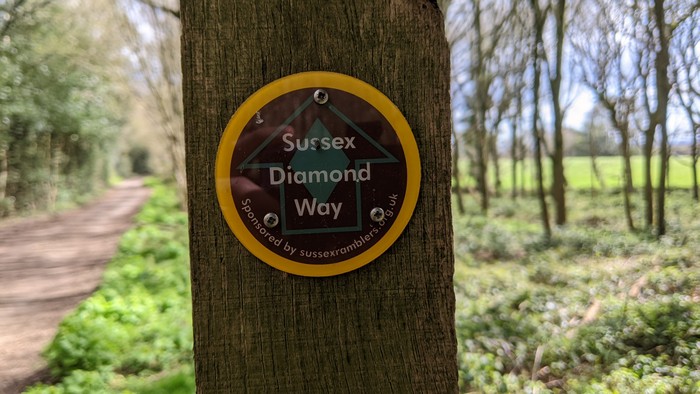 Sussex
Diamond
Way
Sponsored by sussexramblers.org.uk